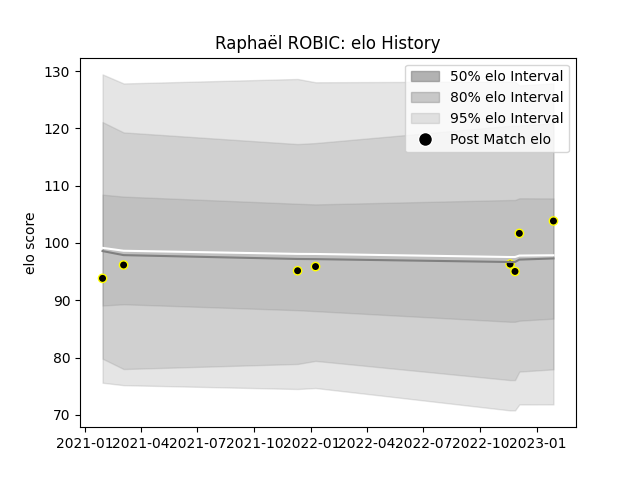 Raphaël ROBIC: elo History
130
120
110
100
90
80
70
elo score
50% elo Interval
80% elo Interval
95% elo Interval
Post Match elo
2021-01 2021-04 2021-07 2021-10 2022-01 2022-04 2022-07 2022-10 2023-01